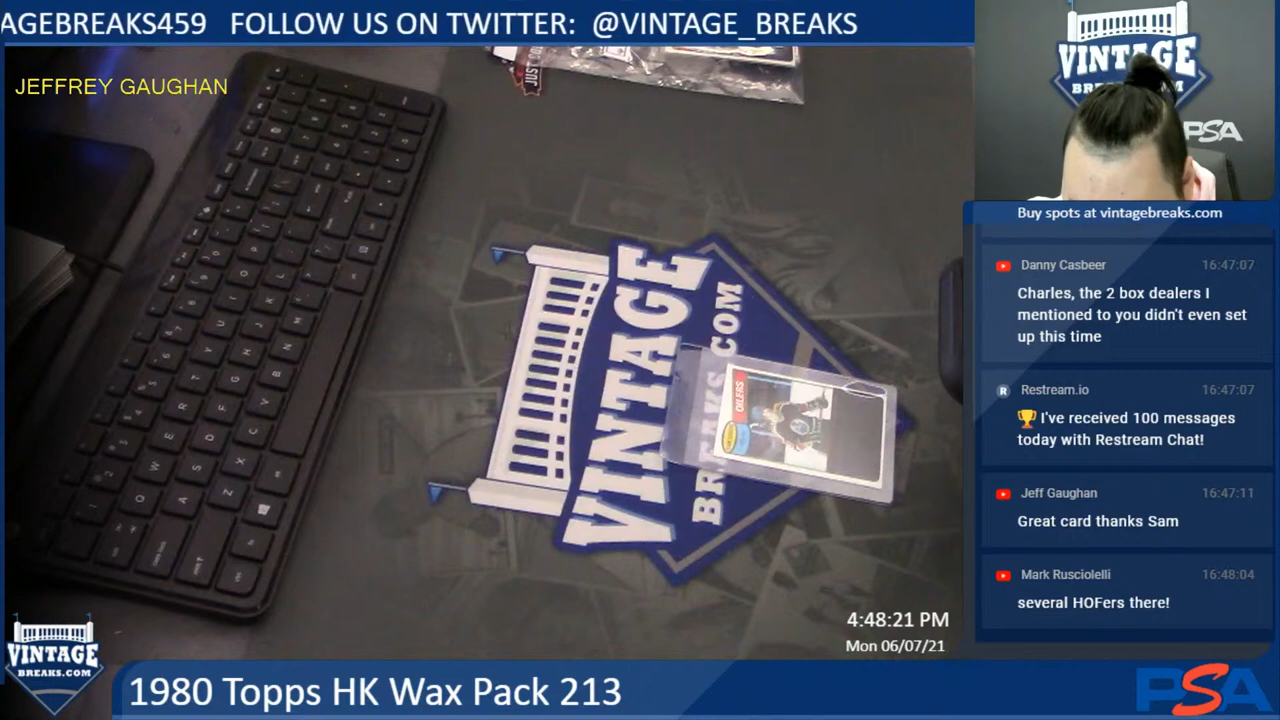 AGEBREAKS459 FOLLOW US ON TWITTER: @VINTAGE_BREAKS
JEFFREY GAUGHAN
JUST
VINTAGE
BREAKS.COM
OILERS
4:48:21 PM
Mon 06/07/21
VINTAGE
BREAKS.COM
1980 Topps HK Wax Pack 213
VINTAGE
PSA
Buy spots at vintagebreaks.com
Danny Casbeer 16:47:07
Charles, the 2 box dealers I
mentioned to you didn't even set
up this time
Restream.io 16:47:07
🏆 I've received 100 messages
today with Restream Chat!
Jeff Gaughan 16:47:11
Great card thanks Sam
Mark Rusciolelli 16:48:04
several HOFers there!
PSA